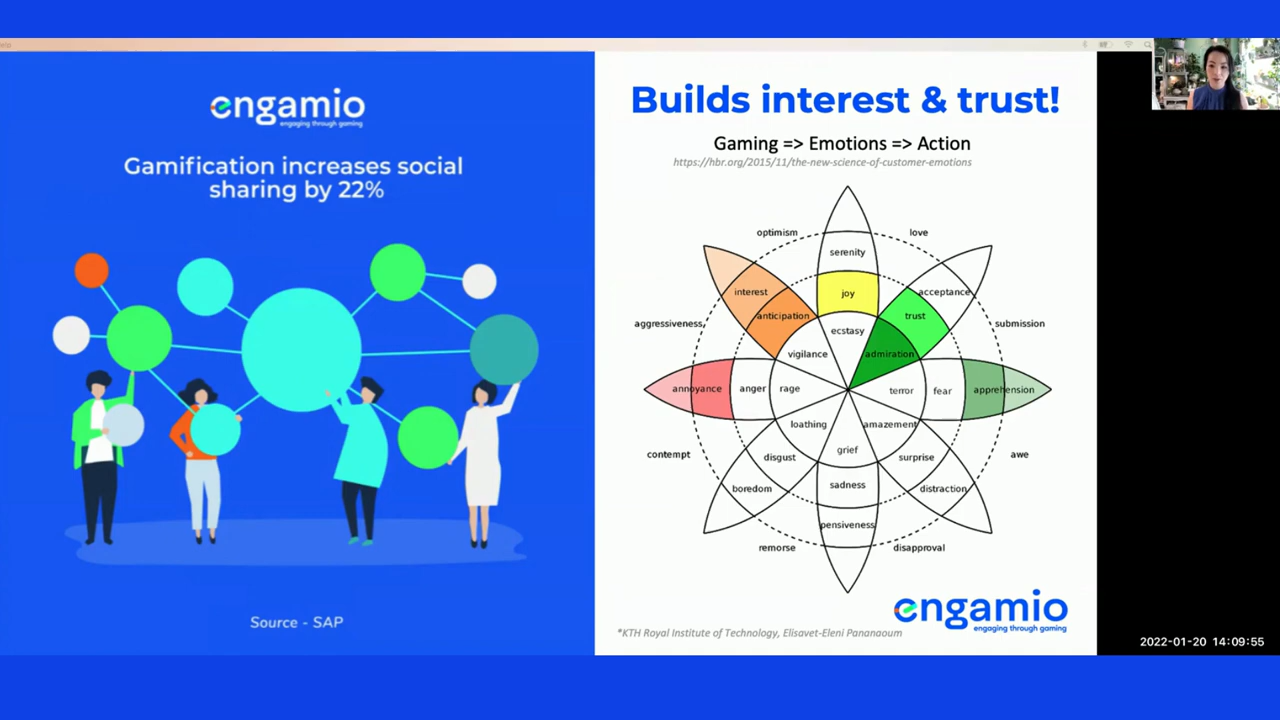 engamio
engaging through gaming
Gamification increases social
sharing by 22%
Source - SAP
Builds interest & trust!
Gaming => Emotions => Action
https://hbr.org/2015/11/the-new-science-of-customer-emotions
optimism
love
serenity
interest
joy
acceptance
anticipation
trust
aggressiveness
submission
ecstasy
vigilance
admiration
annoyance
anger
rage
terror
fear
apprehension
loathing
amazement
contempt
grief
awe
disgust
surprise
boredom
sadness
distraction
pensiveness
remorse
disapproval
engamio
engaging through gaming
*KTH Royal Institute of Technology, Elisavet-Eleni Pananaoum
2022-01-20 14:09:55